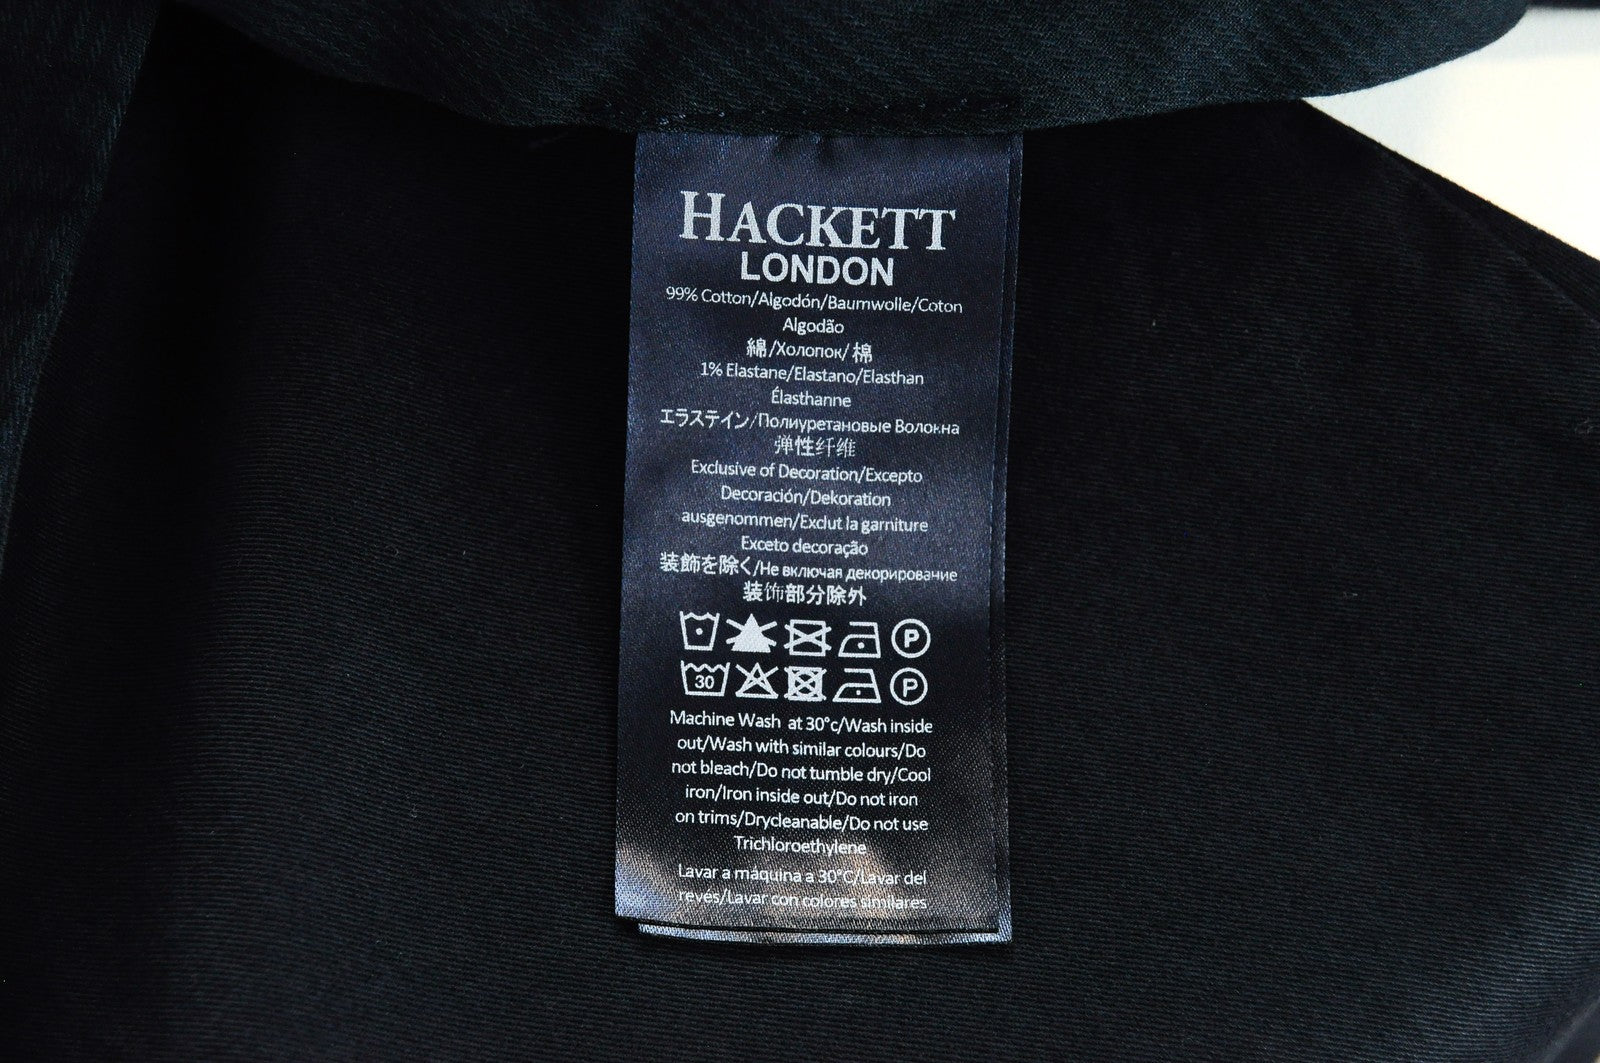 HACKETT
LONDON
99% Cotton/Algodón/Baumwolle/Coton
Algodão
綿/Хлопок/棉
1% Elastane/Elastano/Elasthan
Élasthanne
エラステイン/Полиуретановые Волокна
弹性纤维
Exclusive of Decoration/Excepto
Decoración/Dekoration
ausgenommen/Exclut la garniture
Exceto decoração
装飾を除く/Не включая декорирование
装饰部分除外
P
30 P
Machine Wash at 30°c/Wash inside
out/Wash with similar colours/Do
not bleach/Do not tumble dry/Cool
iron/Iron inside out/Do not iron
on trims/Drycleanable/Do not use
Trichloroethylene
Lavar a máquina a 30°C/Lavar del
revés/Lavar con colores similares